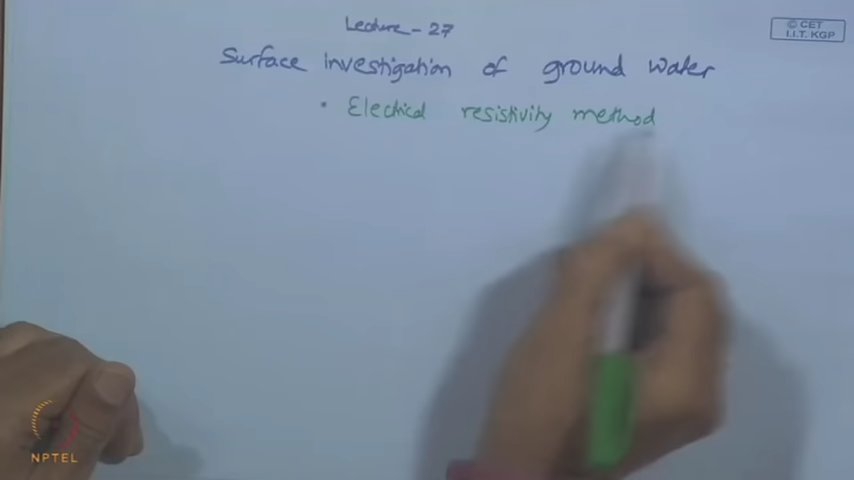 Lecture - 27
© CET
I.I.T. KGP
Surface investigation of ground water
• Electrical resistivity method
NPTEL